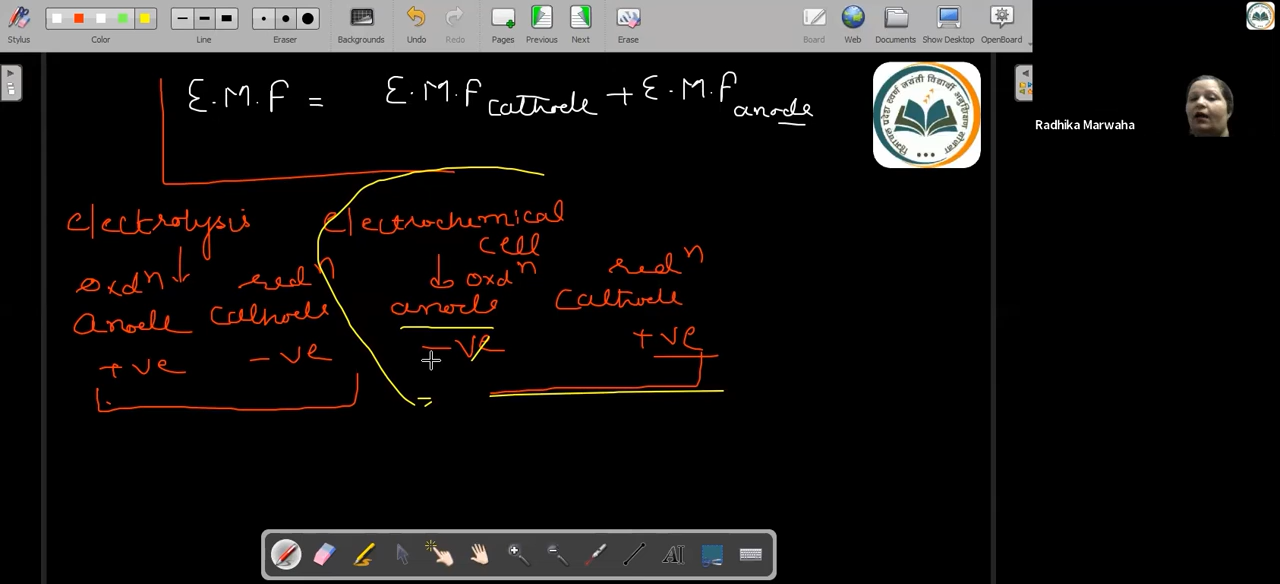 Stylus
Color
Line
Eraser
Backgrounds
Undo
Redo
Pages
Previous
Next
Erase
Board
Web
Documents
Show Desktop
OpenBoard
E.M.F = E.M.F cathode + E.M.F anode
Radhika Marwaha
Electrolysis
Electrochemical
cell
oxdⁿ redⁿ
Anode Cathode
+ve -ve
oxdⁿ
anode
-ve
redⁿ
Cathode
+ve
=
AI